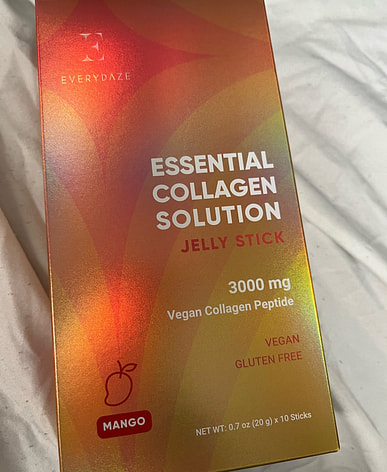 E
EVERYDAZE
ESSENTIAL
COLLAGEN
SOLUTION
JELLY STICK
3000 mg
Vegan Collagen Peptide
VEGAN
GLUTEN FREE
MANGO
NET WT: 0.7 oz (20 g) x 10 Sticks